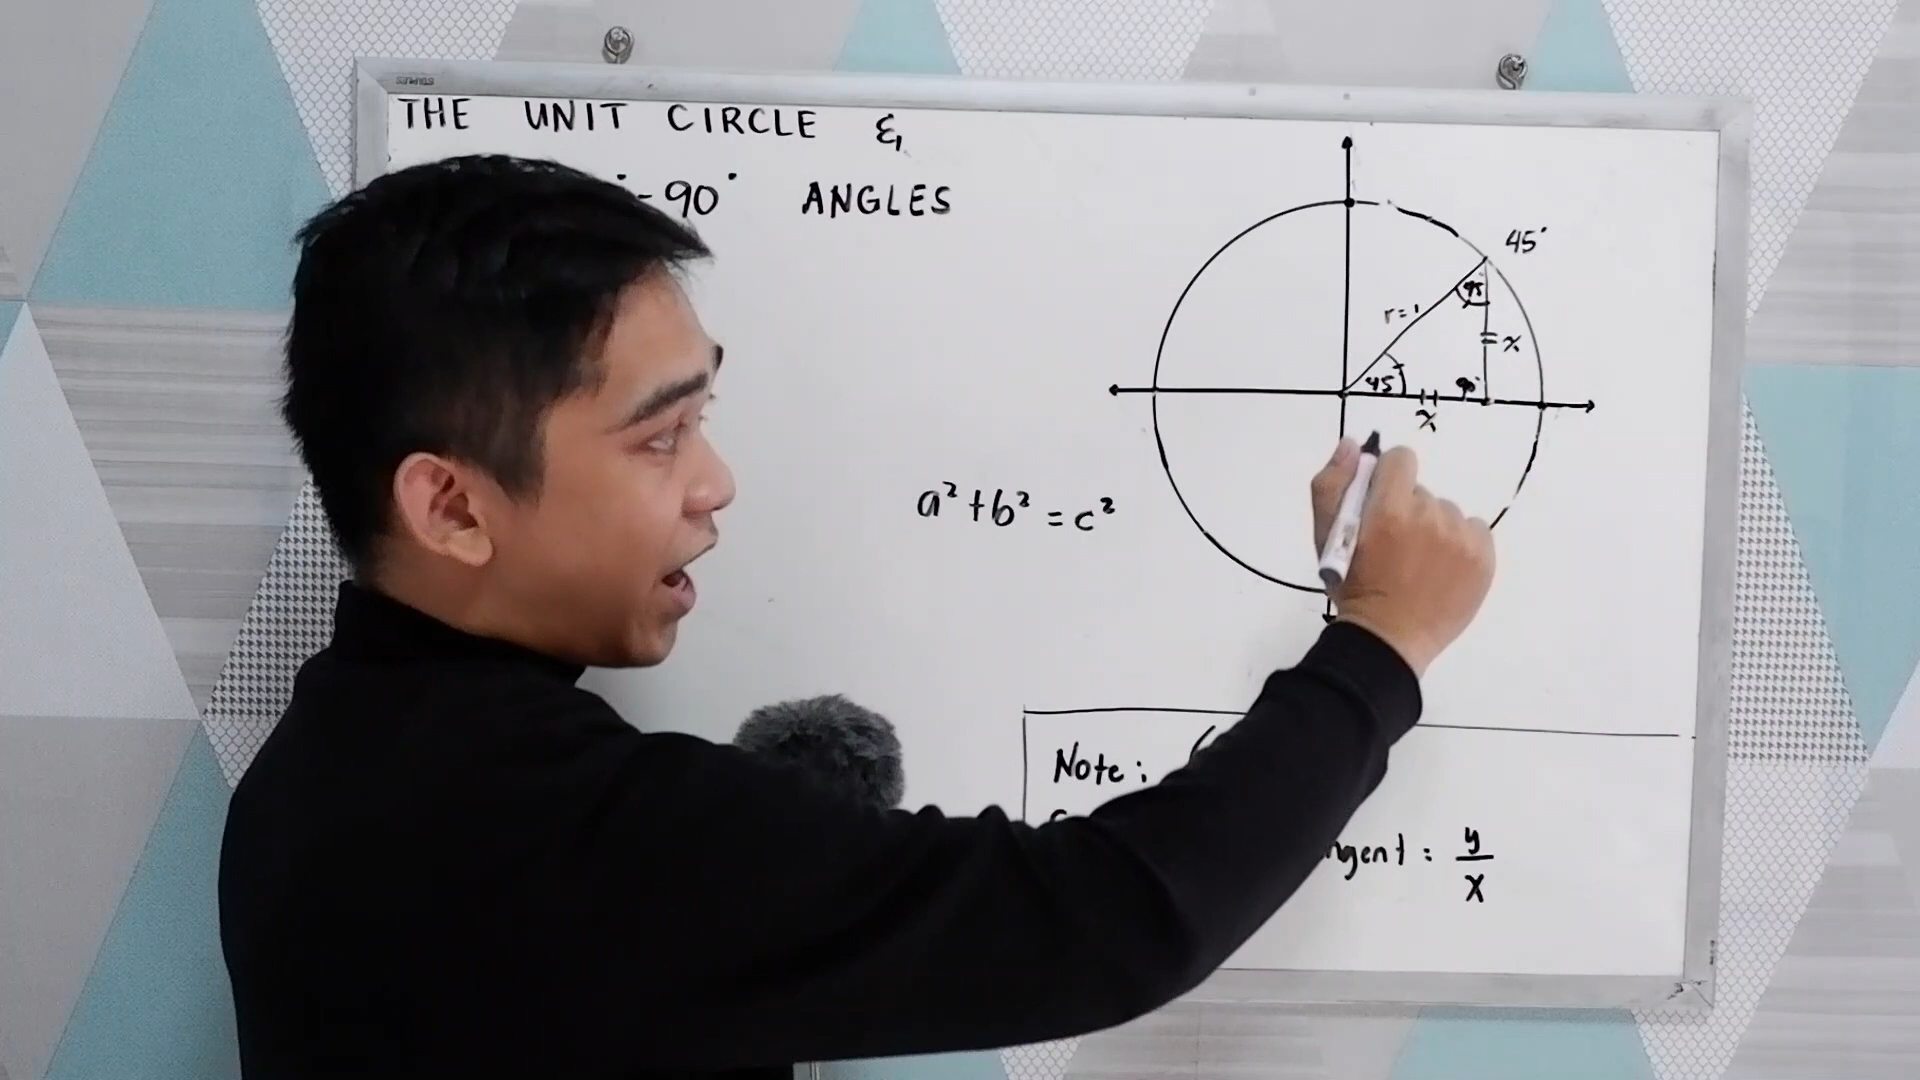 THE UNIT CIRCLE &
-90° ANGLES
45°
45
r=1
x
45
90°
x
a² + b² = c²
Note:
ngent: y/x